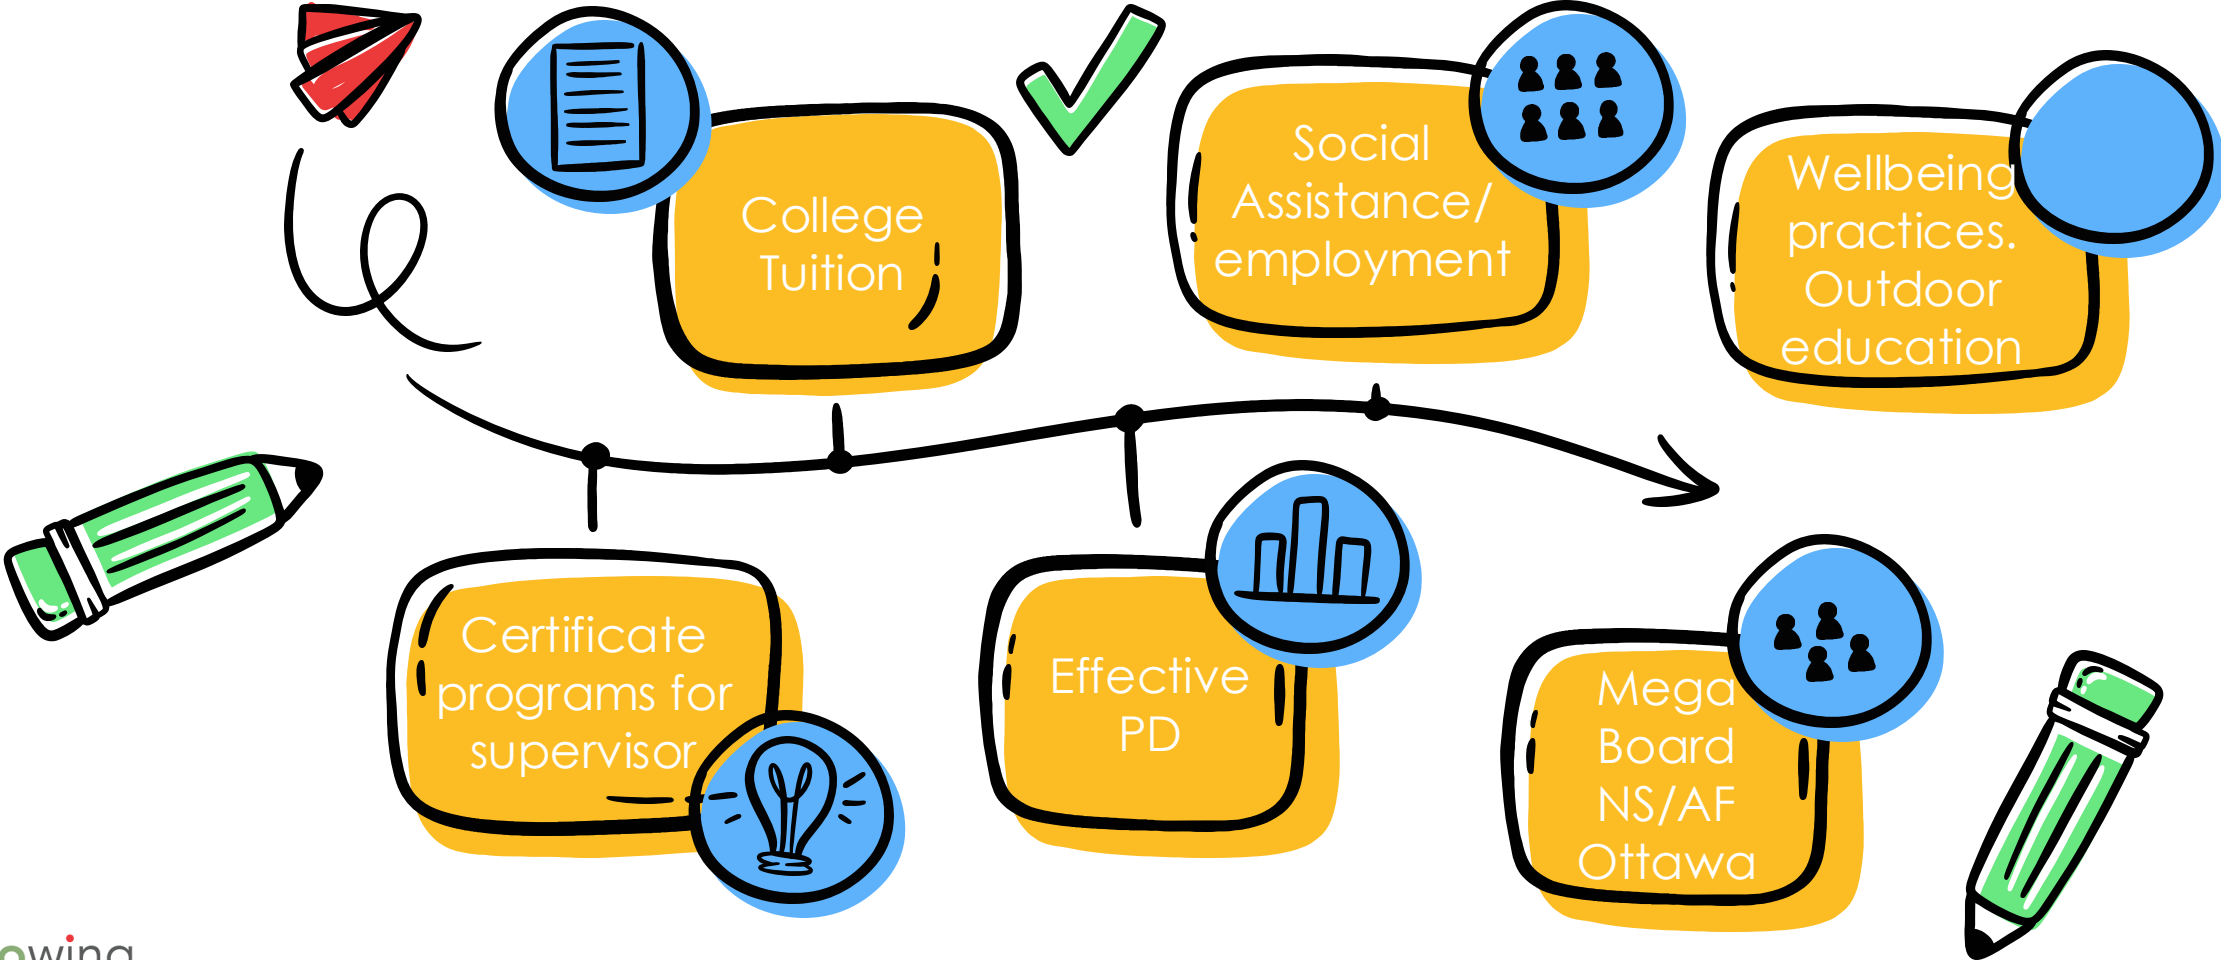 College
Tuition
Social
Assistance/
employment
Wellbeing
practices.
Outdoor
education
Certificate
programs for
supervisor
Effective
PD
Mega
Board
NS/AF
Ottawa